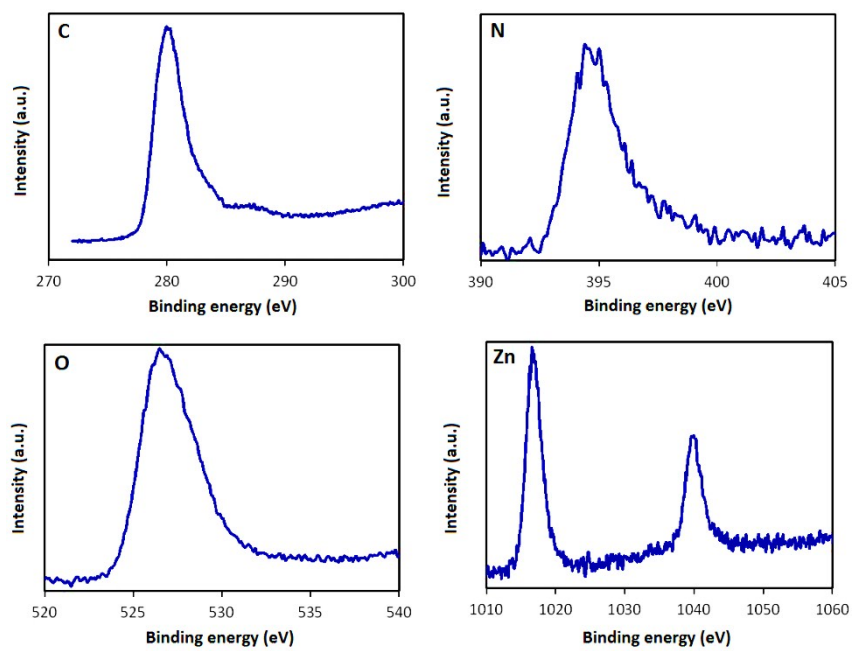 C
Intensity (a.u.)
270 280 290 300
Binding energy (eV)
N
Intensity (a.u.)
390 395 400 405
Binding energy (eV)
O
Intensity (a.u.)
520 525 530 535 540
Binding energy (eV)
Zn
Intensity (a.u.)
1010 1020 1030 1040 1050 1060
Binding energy (eV)